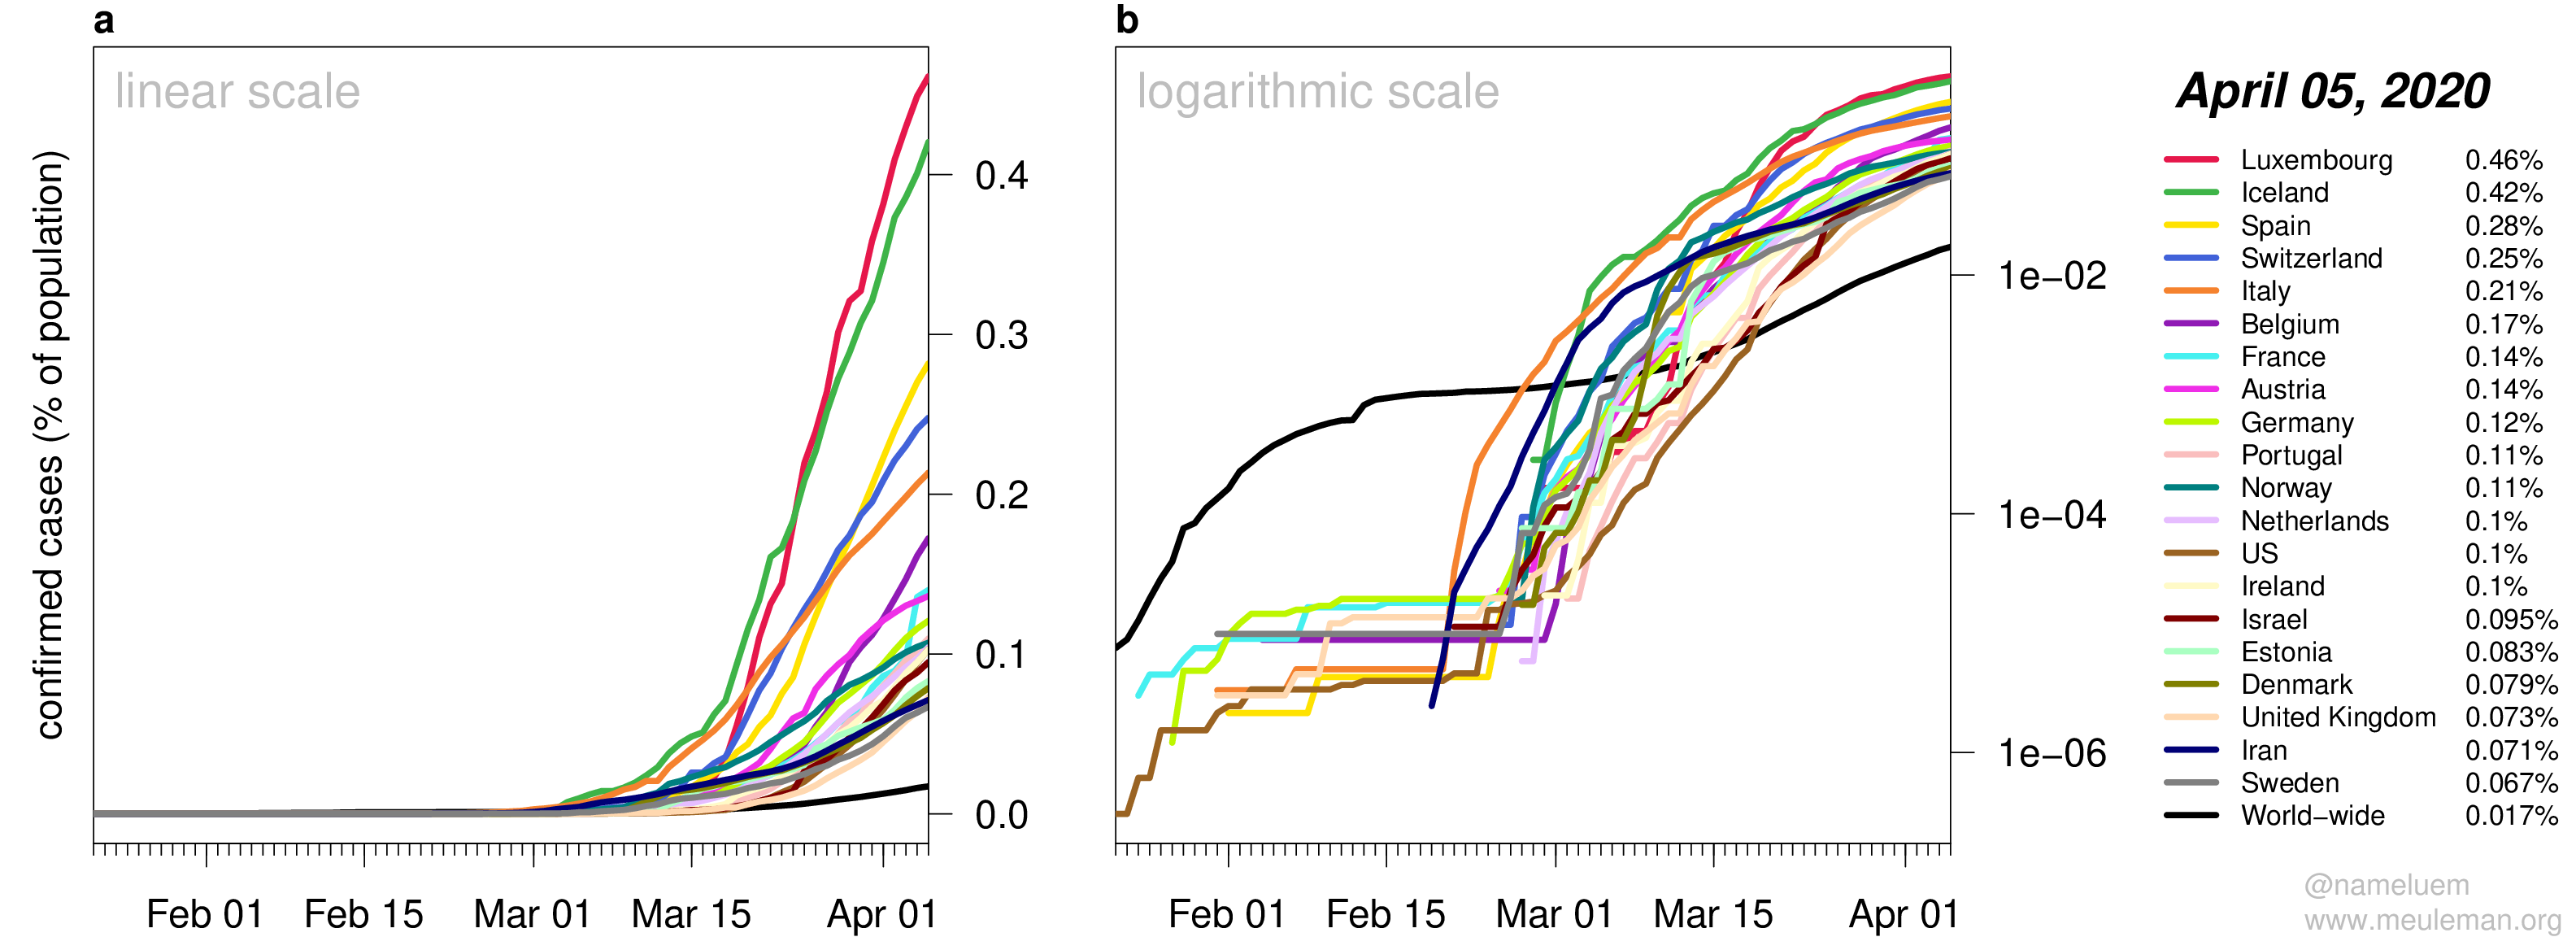 a
linear scale
confirmed cases (% of population)
0.4
0.3
0.2
0.1
0.0
Feb 01 Feb 15 Mar 01 Mar 15 Apr 01
b
logarithmic scale
1e−02
1e−04
1e−06
Feb 01 Feb 15 Mar 01 Mar 15 Apr 01
April 05, 2020
Luxembourg 0.46%
Iceland 0.42%
Spain 0.28%
Switzerland 0.25%
Italy 0.21%
Belgium 0.17%
France 0.14%
Austria 0.14%
Germany 0.12%
Portugal 0.11%
Norway 0.11%
Netherlands 0.1%
US 0.1%
Ireland 0.1%
Israel 0.095%
Estonia 0.083%
Denmark 0.079%
United Kingdom 0.073%
Iran 0.071%
Sweden 0.067%
World−wide 0.017%
@nameluem
www.meuleman.org